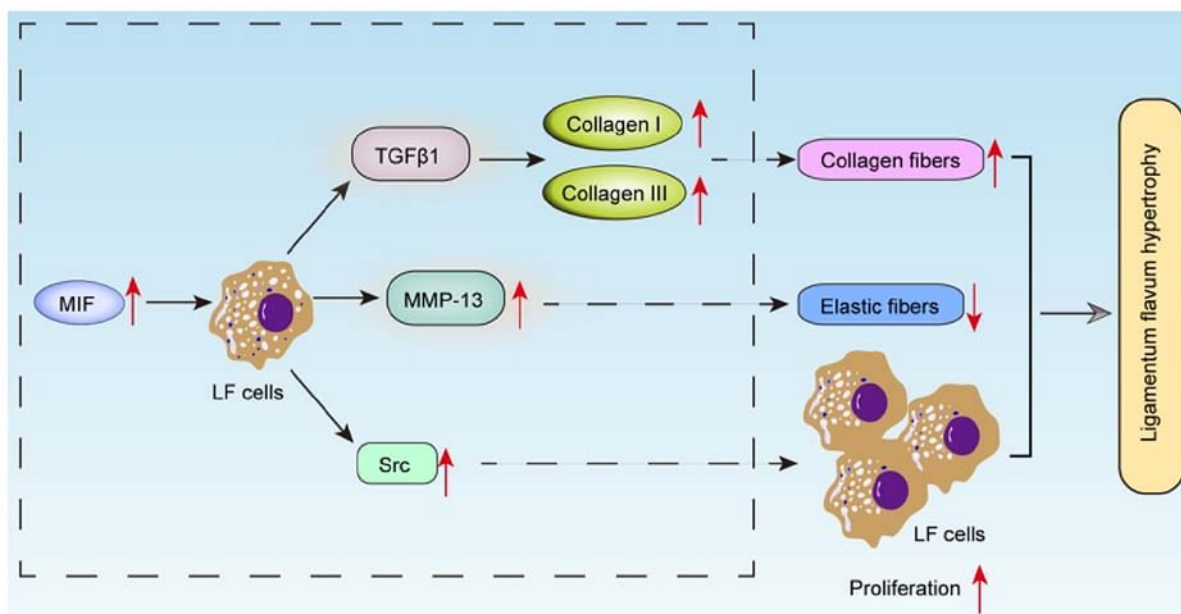 MIF
LF cells
TGFβ1
Collagen I
Collagen III
MMP-13
Src
Collagen fibers
Elastic fibers
LF cells
Proliferation
Ligamentum flavum hypertrophy